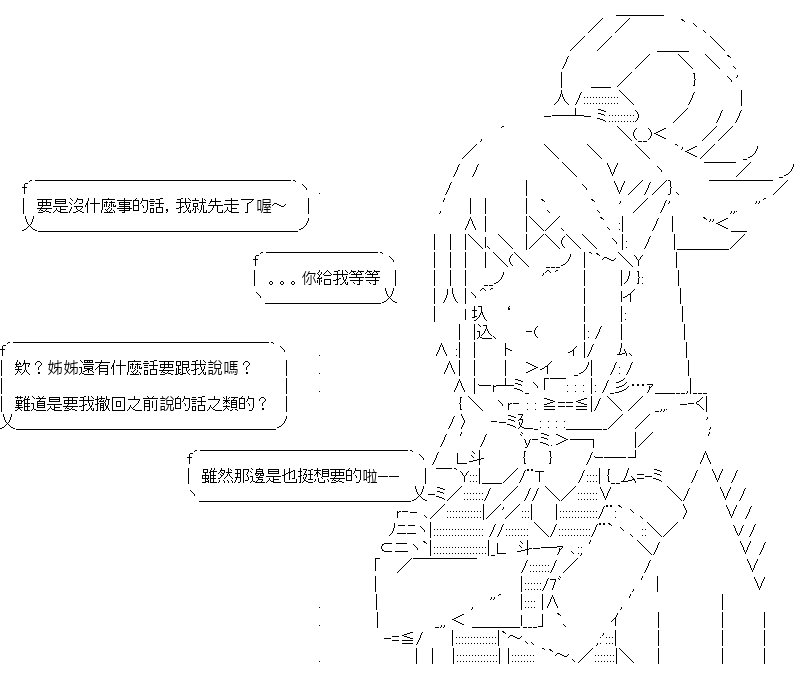 要是沒什麼事的話，我就先走了喔～
。。。你給我等等
欸？姊姊還有什麼話要跟我說嗎？
難道是要我撤回之前說的話之類的？
雖然那邊是也挺想要的啦——